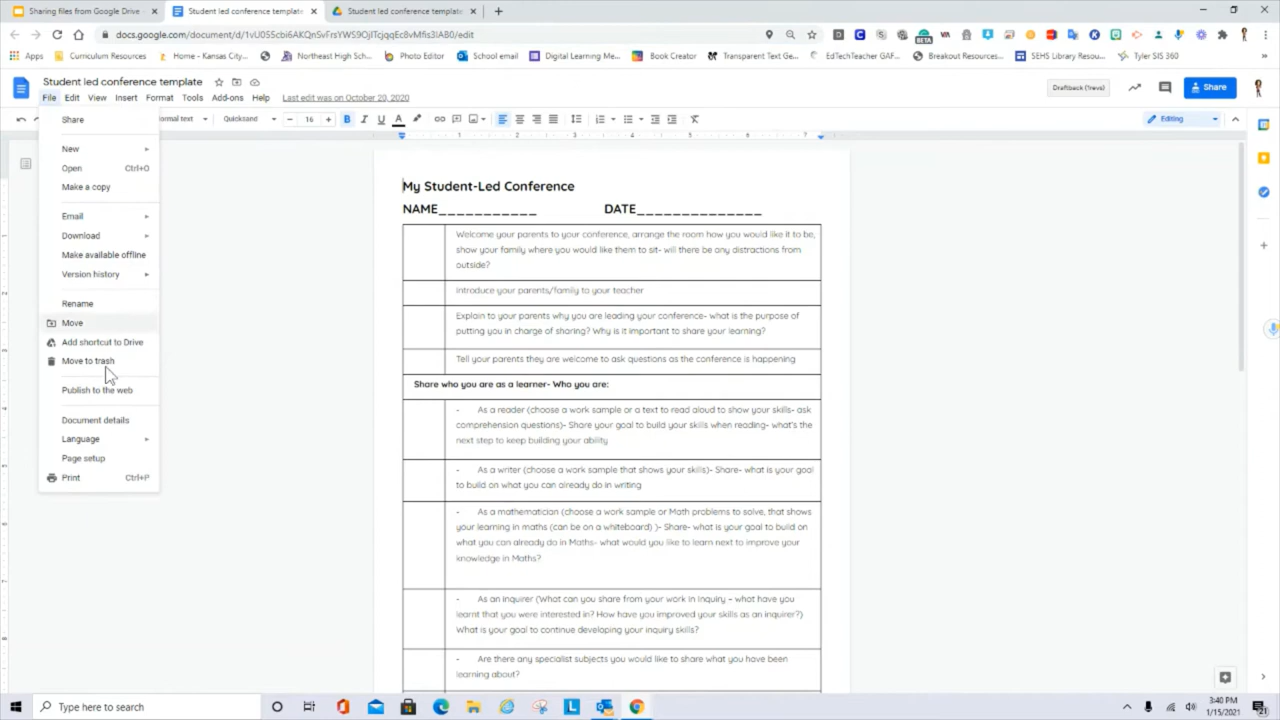 Sharing files from Google Drive -
Student led conference template
Student led conference template
docs.google.com/document/d/1vU0S5cbi6AKQnSvFrsYWS9OjITcjqqEc8vMfis3IAB0/edit
Apps
Curriculum Resources
Home - Kansas City...
Northeast High Sch...
Photo Editor
School email
Digital Learning Me...
Book Creator
Transparent Text Ge...
EdTechTeacher GAF...
Breakout Resources...
SEHS Library Resou...
Tyler SIS 360
Student led conference template
File Edit View Insert Format Tools Add-ons Help Last edit was on October 20, 2020
Draftback (1revs)
Share
ormal text Quicksand 16
Editing
Share
New
Open Ctrl+O
Make a copy
Email
Download
Make available offline
Version history
Rename
Move
Add shortcut to Drive
Move to trash
Publish to the web
Document details
Language
Page setup
Print Ctrl+P
My Student-Led Conference
NAME___________ DATE______________
Welcome your parents to your conference, arrange the room how you would like it to be,
show your family where you would like them to sit- will there be any distractions from
outside?
Introduce your parents/family to your teacher
Explain to your parents why you are leading your conference- what is the purpose of
putting you in charge of sharing? Why is it important to share your learning?
Tell your parents they are welcome to ask questions as the conference is happening
Share who you are as a learner- Who you are:
- As a reader (choose a work sample or a text to read aloud to show your skills- ask
comprehension questions)- Share your goal to build your skills when reading- what's the
next step to keep building your ability
- As a writer (choose a work sample that shows your skills)- Share- what is your goal
to build on what you can already do in writing
- As a mathematician (choose a work sample or Math problems to solve, that shows
your learning in maths (can be on a whiteboard) )- Share- what is your goal to build on
what you can already do in Maths- what would you like to learn next to improve your
knowledge in Maths?
- As an inquirer (What can you share from your work in Inquiry – what have you
learnt that you were interested in? How have you improved your skills as an inquirer?)
What is your goal to continue developing your inquiry skills?
- Are there any specialist subjects you would like to share what you have been
learning about?
Type here to search
3:40 PM
1/15/2021